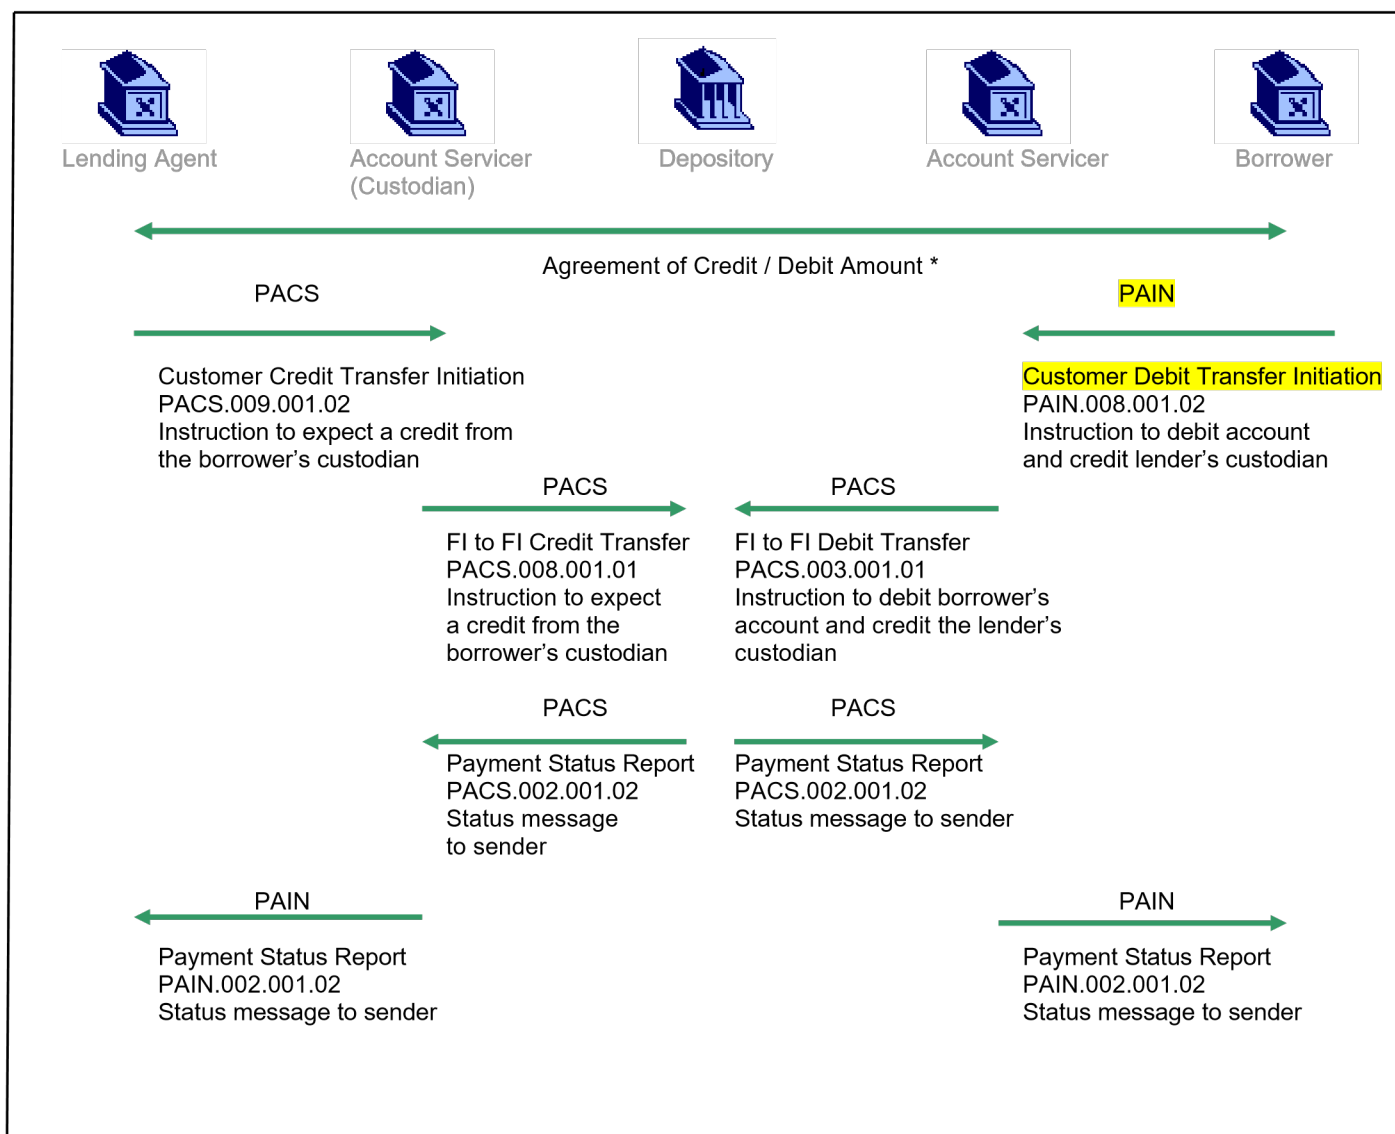 Lending Agent
Account Servicer
(Custodian)
Depository
Account Servicer
Borrower
Agreement of Credit / Debit Amount *
PACS
PAIN
Customer Credit Transfer Initiation
PACS.009.001.02
Instruction to expect a credit from
the borrower’s custodian
Customer Debit Transfer Initiation
PAIN.008.001.02
Instruction to debit account
and credit lender’s custodian
PACS
FI to FI Credit Transfer
PACS.008.001.01
Instruction to expect
a credit from the
borrower’s custodian
PACS
FI to FI Debit Transfer
PACS.003.001.01
Instruction to debit borrower’s
account and credit the lender’s
custodian
PACS
Payment Status Report
PACS.002.001.02
Status message
to sender
PACS
Payment Status Report
PACS.002.001.02
Status message to sender
PAIN
Payment Status Report
PAIN.002.001.02
Status message to sender
PAIN
Payment Status Report
PAIN.002.001.02
Status message to sender